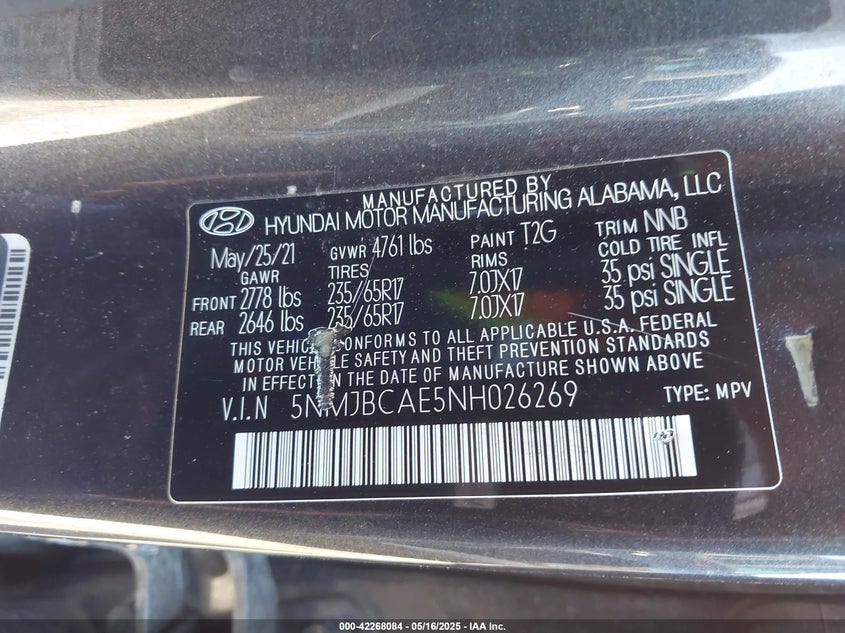 MANUFACTURED BY
HYUNDAI MOTOR MANUFACTURING ALABAMA, LLC
May/25/21 GVWR 4761 lbs PAINT T2G TRIM NNB
GAWR TIRES RIMS COLD TIRE INFL
FRONT 2778 lbs 235/65R17 7.0JX17 35 psi SINGLE
REAR 2646 lbs 235/65R17 7.0JX17 35 psi SINGLE
THIS VEHICLE CONFORMS TO ALL APPLICABLE U.S.A. FEDERAL
MOTOR VEHICLE SAFETY AND THEFT PREVENTION STANDARDS
IN EFFECT ON THE DATE OF MANUFACTURE SHOWN ABOVE
V.I.N 5NMJBCAE5NH026269 TYPE: MPV
000-42268084 - 05/16/2025 - IAA Inc.